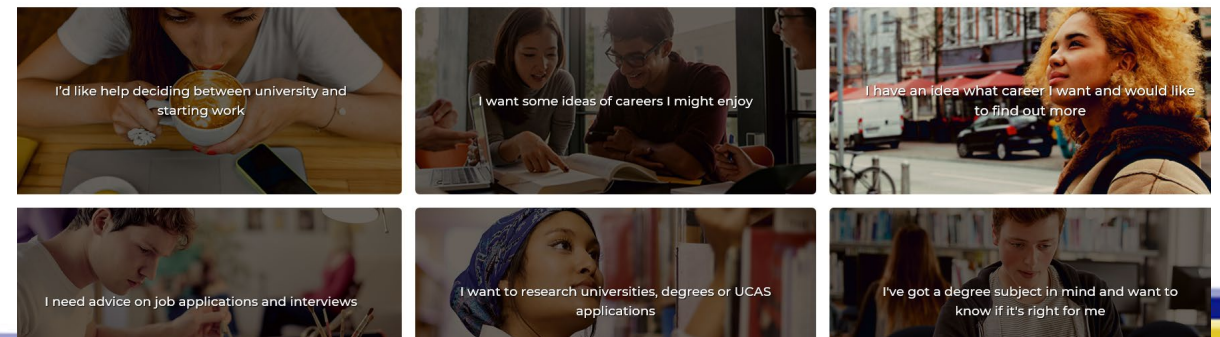 I'd like help deciding between university and
starting work
I want some ideas of careers I might enjoy
I have an idea what career I want and would like
to find out more
I need advice on job applications and interviews
I want to research universities, degrees or UCAS
applications
I've got a degree subject in mind and want to
know if it's right for me